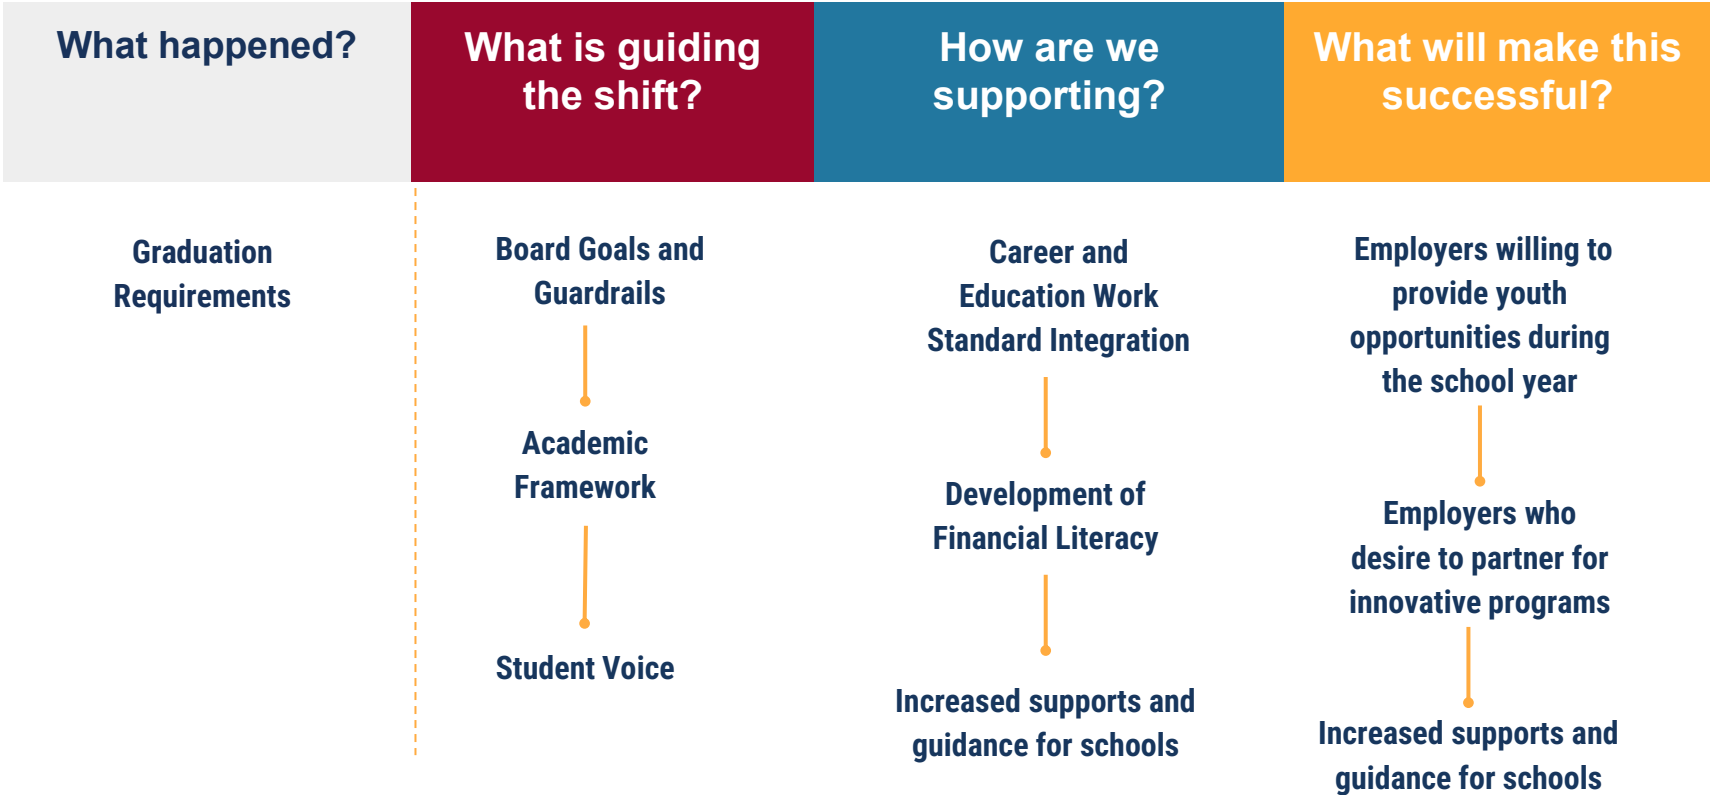 What happened?
What is guiding
the shift?
How are we
supporting?
What will make this
successful?
Graduation
Requirements
Board Goals and
Guardrails
Academic
Framework
Student Voice
Career and
Education Work
Standard Integration
Development of
Financial Literacy
Increased supports and
guidance for schools
Employers willing to
provide youth
opportunities during
the school year
Employers who
desire to partner for
innovative programs
Increased supports and
guidance for schools